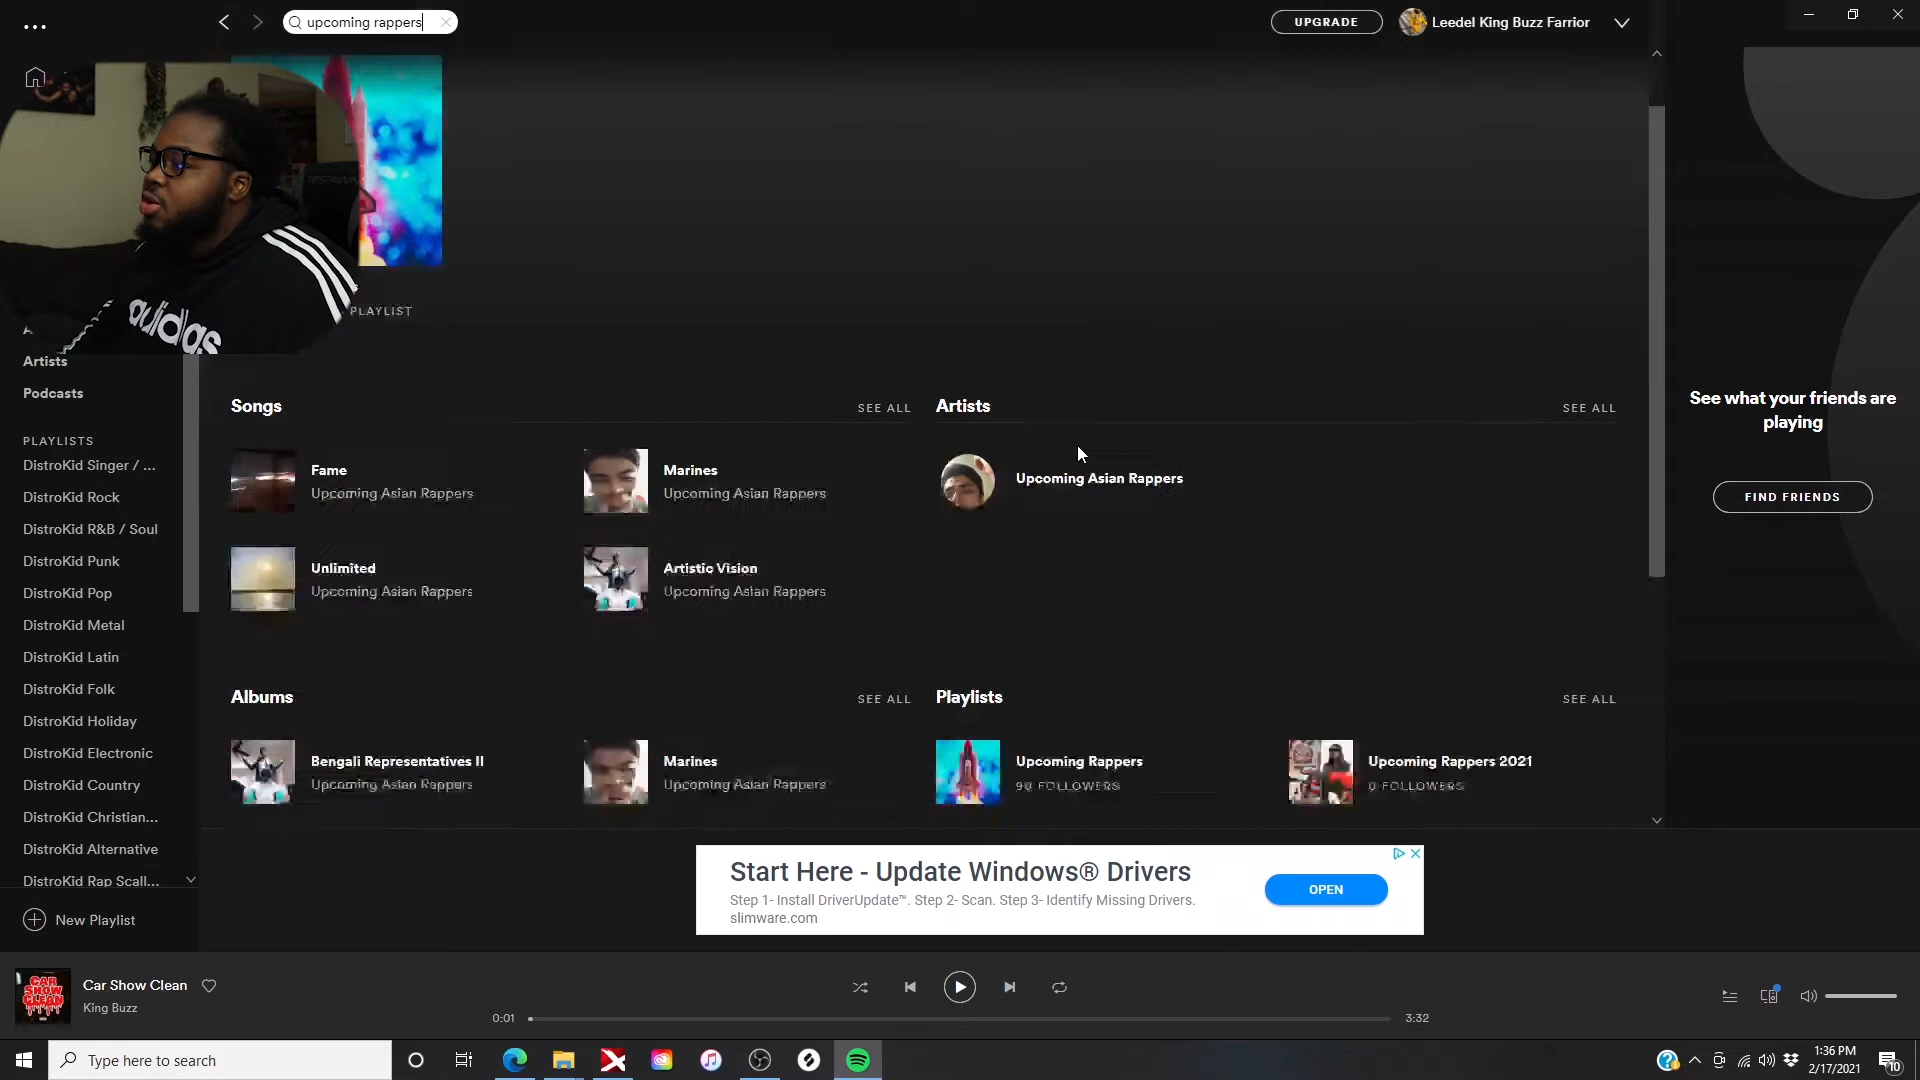 upcoming rappers
UPGRADE
Leedel King Buzz Farrior
adidas
PLAYLIST
Artists
Podcasts
PLAYLISTS
DistroKid Singer / ...
DistroKid Rock
DistroKid R&B / Soul
DistroKid Punk
DistroKid Pop
DistroKid Metal
DistroKid Latin
DistroKid Folk
DistroKid Holiday
DistroKid Electronic
DistroKid Country
DistroKid Christian...
DistroKid Alternative
DistroKid Rap Scall...
New Playlist
Songs
SEE ALL
Fame
Upcoming Asian Rappers
Marines
Upcoming Asian Rappers
Unlimited
Upcoming Asian Rappers
Artistic Vision
Upcoming Asian Rappers
Artists
SEE ALL
Upcoming Asian Rappers
Albums
SEE ALL
Bengali Representatives II
Upcoming Asian Rappers
Marines
Upcoming Asian Rappers
Playlists
SEE ALL
Upcoming Rappers
90 FOLLOWERS
Upcoming Rappers 2021
0 FOLLOWERS
See what your friends are
playing
FIND FRIENDS
Start Here - Update Windows® Drivers
Step 1- Install DriverUpdate™. Step 2- Scan. Step 3- Identify Missing Drivers.
slimware.com
OPEN
CAR
SHOW
CLEAN
Car Show Clean
King Buzz
0:01
3:32
Type here to search
1:36 PM
2/17/2021
10